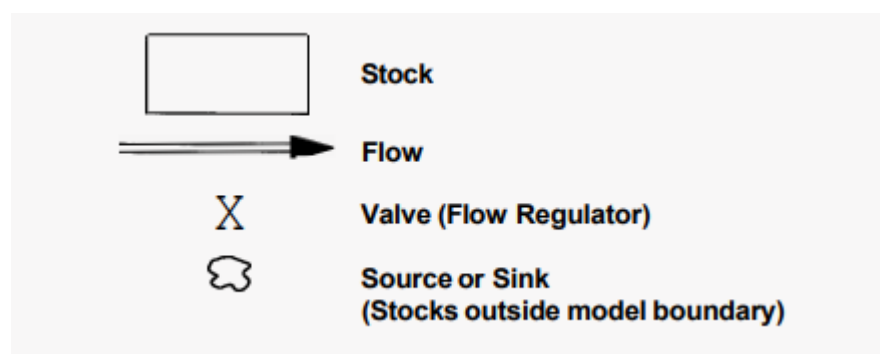 Stock
Flow
X Valve (Flow Regulator)
Source or Sink
(Stocks outside model boundary)